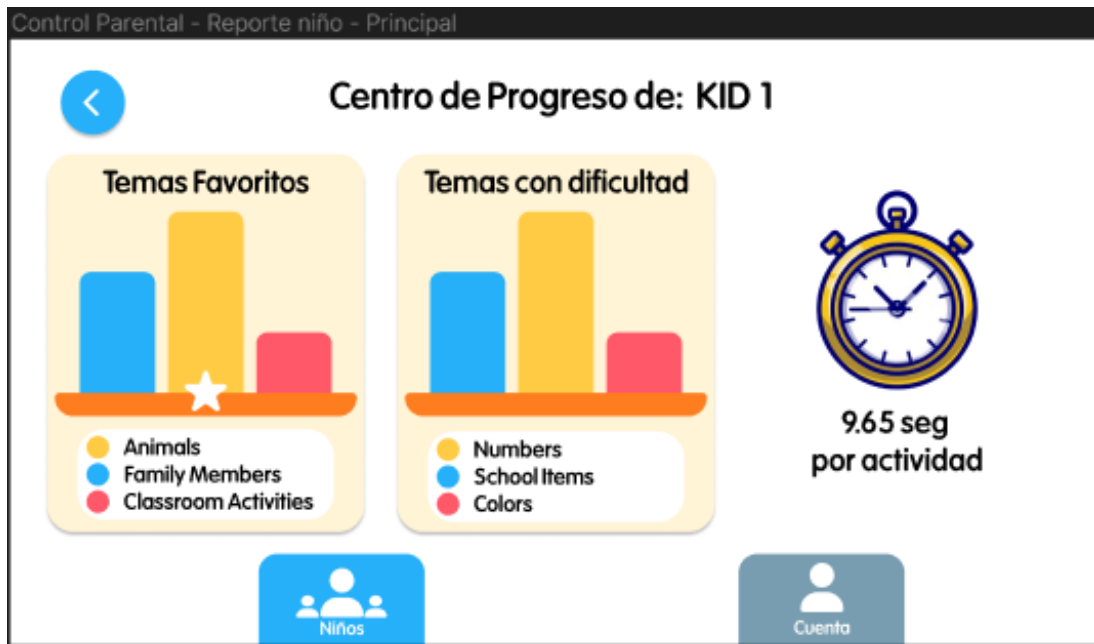 Control Parental - Reporte niño - Principal
Centro de Progreso de: KID 1
Temas Favoritos
Animals
Family Members
Classroom Activities
Temas con dificultad
Numbers
School Items
Colors
9.65 seg
por actividad
Niños
Cuenta